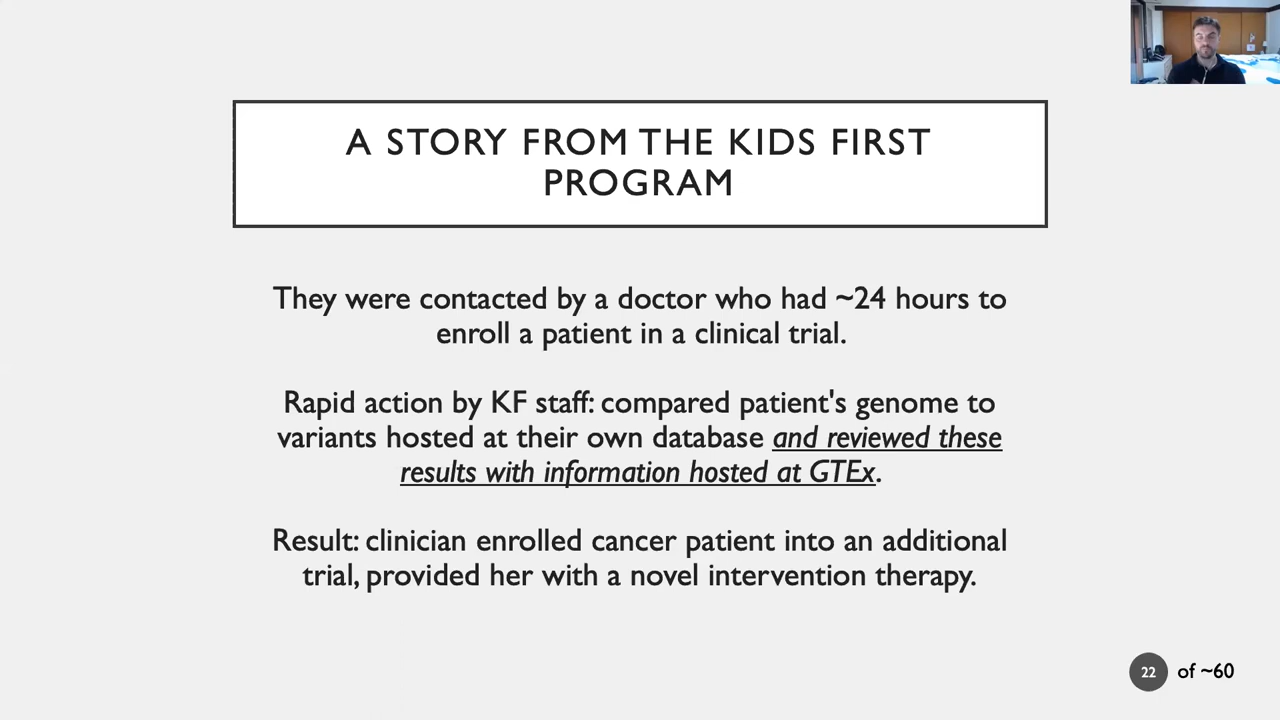 A STORY FROM THE KIDS FIRST
PROGRAM
They were contacted by a doctor who had ~24 hours to
enroll a patient in a clinical trial.
Rapid action by KF staff: compared patient's genome to
variants hosted at their own database and reviewed these
results with information hosted at GTEx.
Result: clinician enrolled cancer patient into an additional
trial, provided her with a novel intervention therapy.
22 of ~60